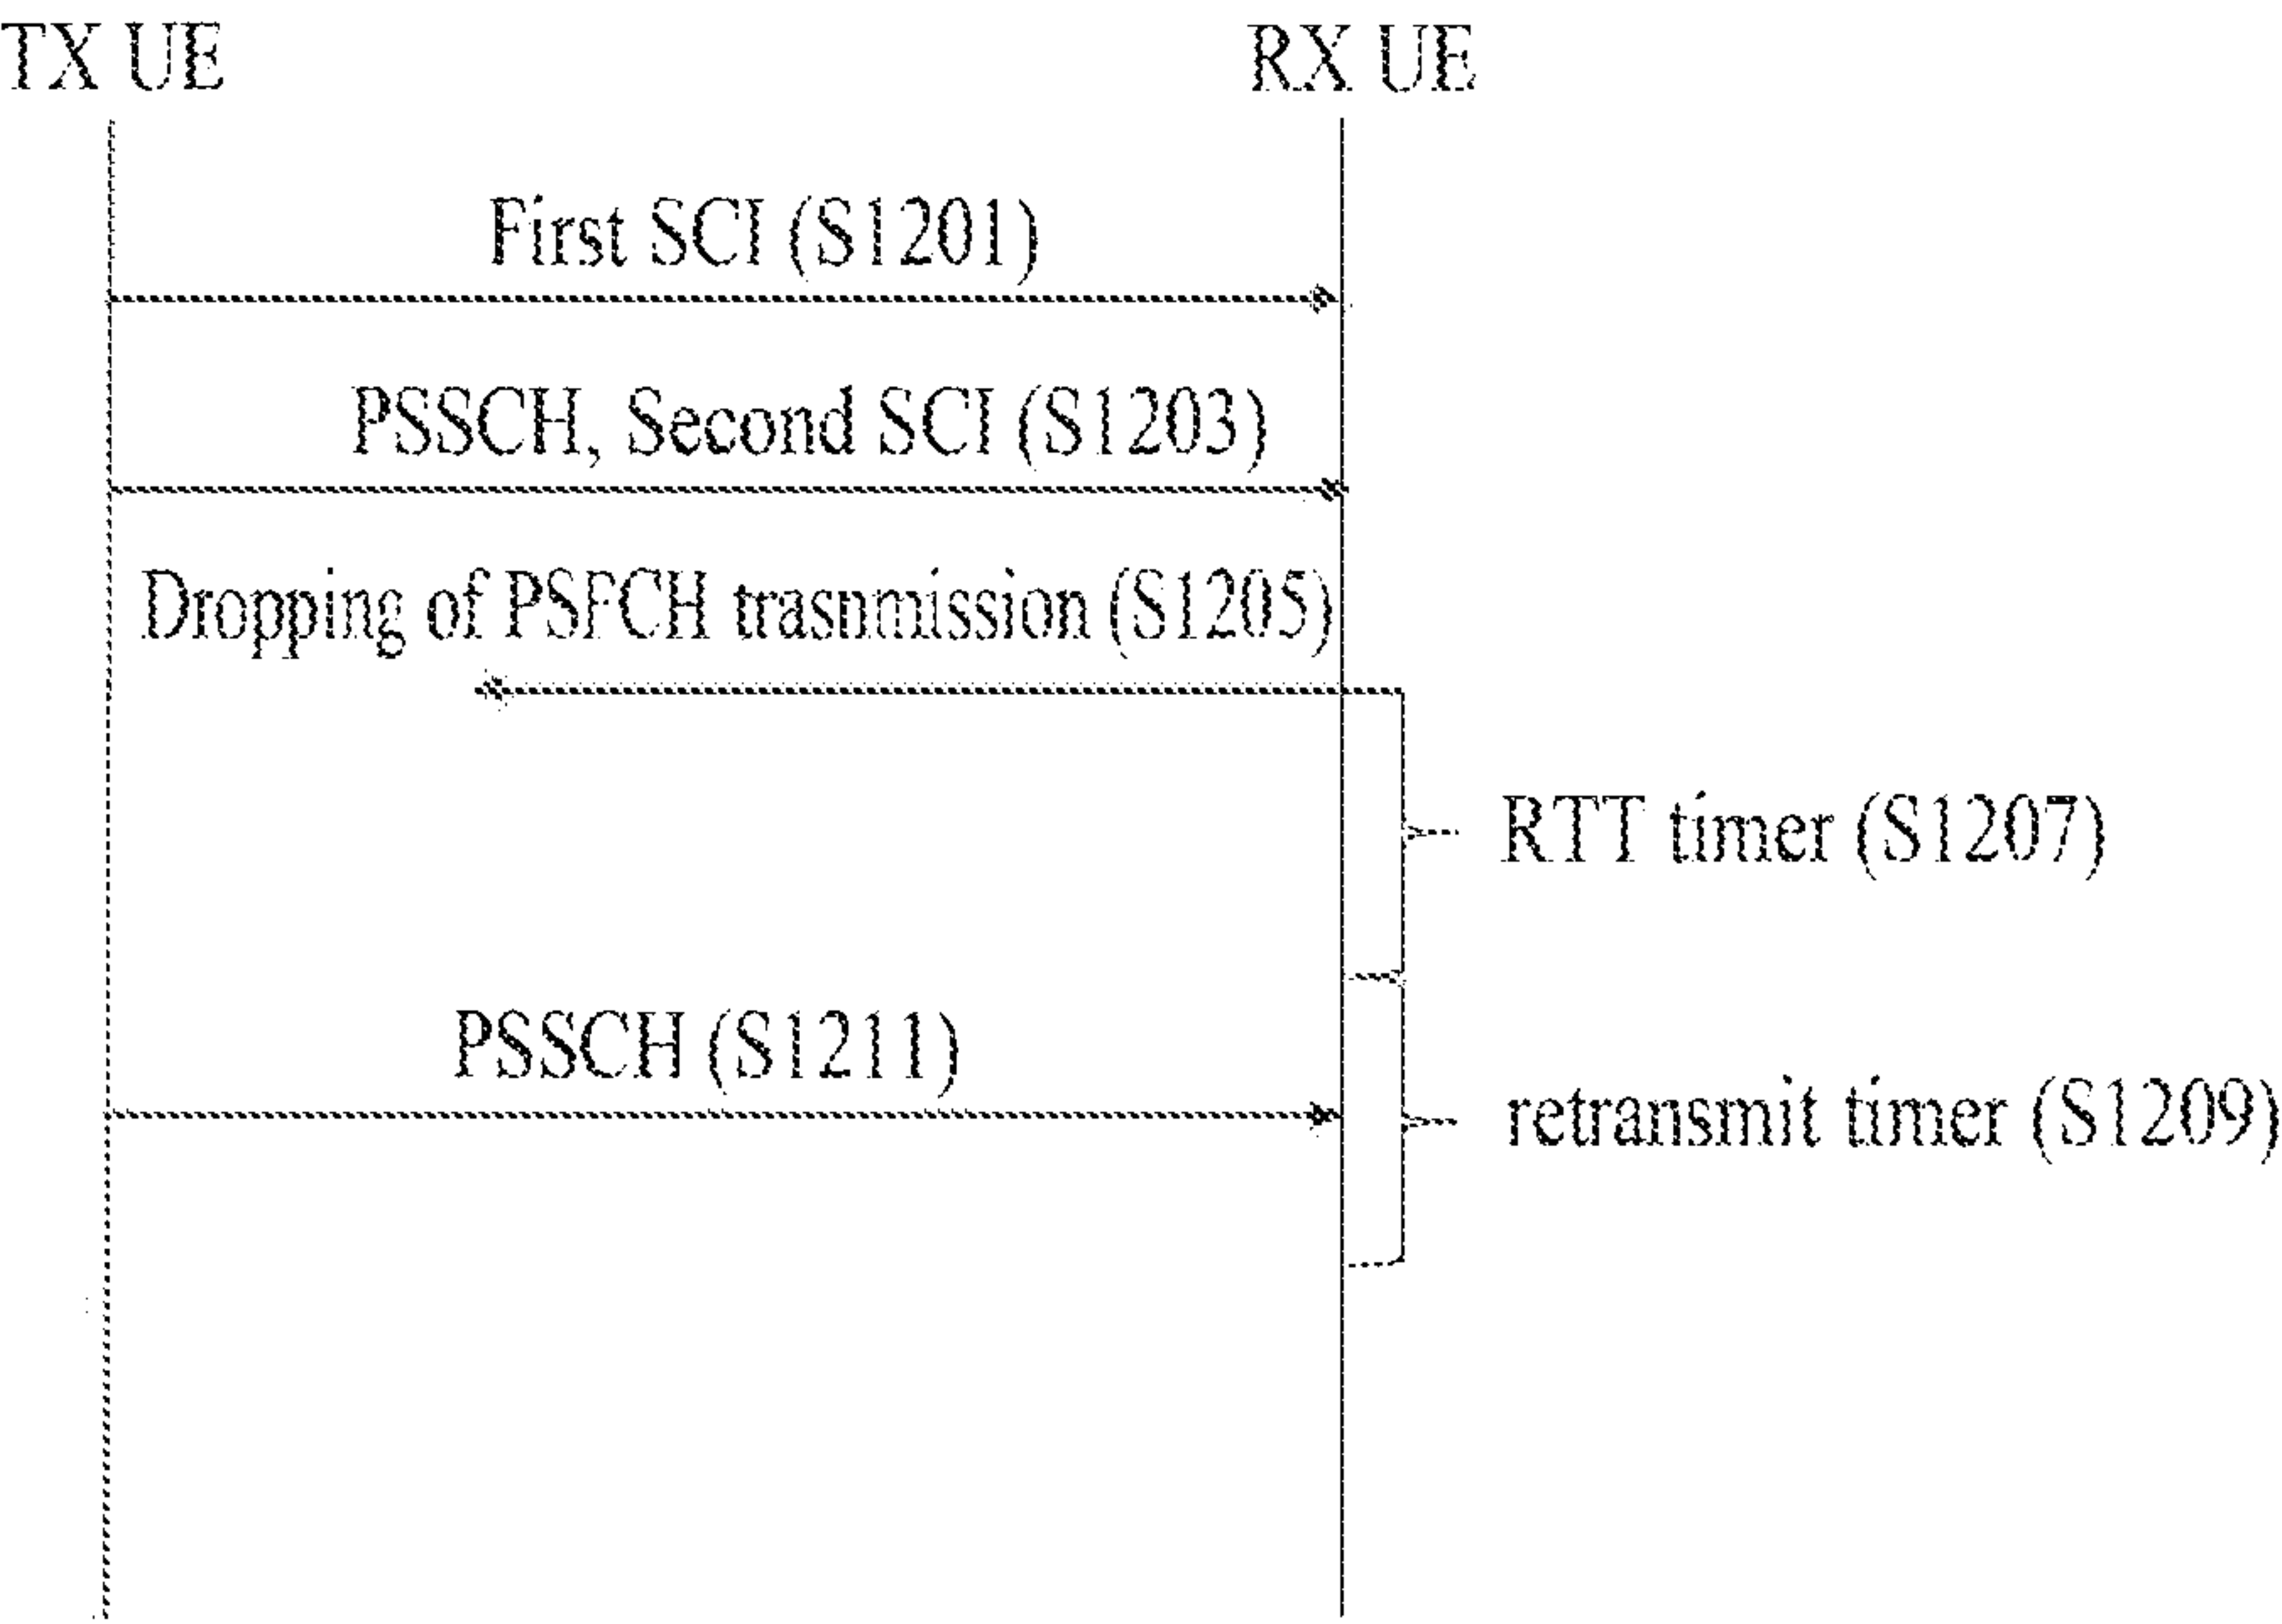 TX UE
RX UE
First SCI (S1201)
PSSCH, Second SCI (S1203)
Dropping of PSFCH trasnmission (S1205)
RTT timer (S1207)
PSSCH (S1211)
retransmit timer (S1209)